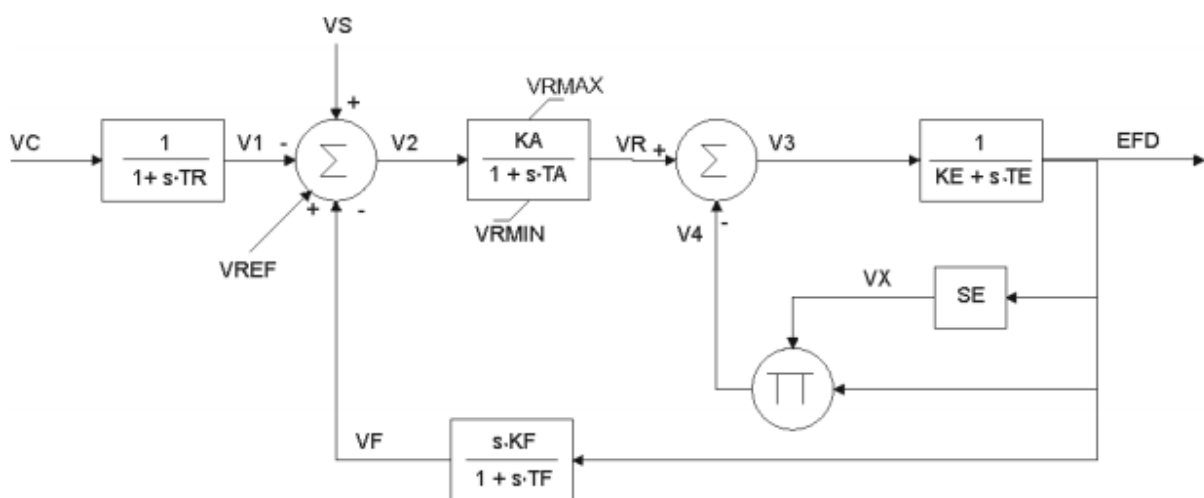 VS
+
VRMAX
VC
1
1+ s·TR
V1
-
Σ
V2
KA
1 + s·TA
VR
+
Σ
V3
1
KE + s·TE
EFD
+
-
VREF
VRMIN
V4
-
VX
SE
∏
VF
s·KF
1 + s·TF